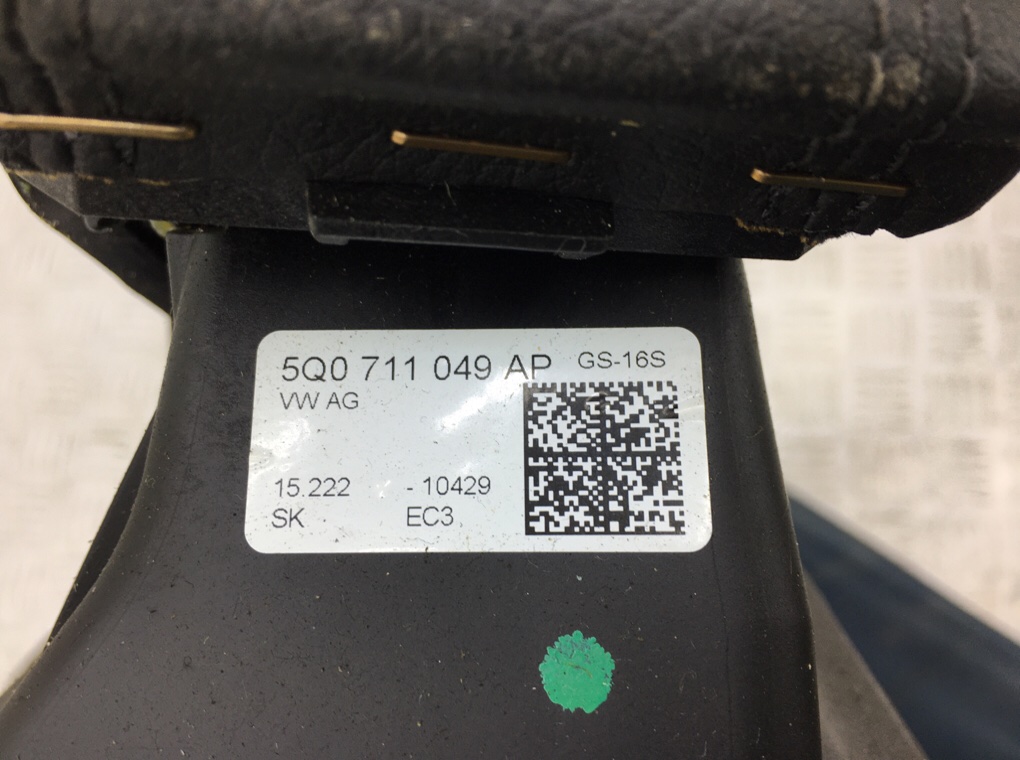 5Q0 711 049 AP GS-16S
VW AG
15.222 - 10429
SK EC3